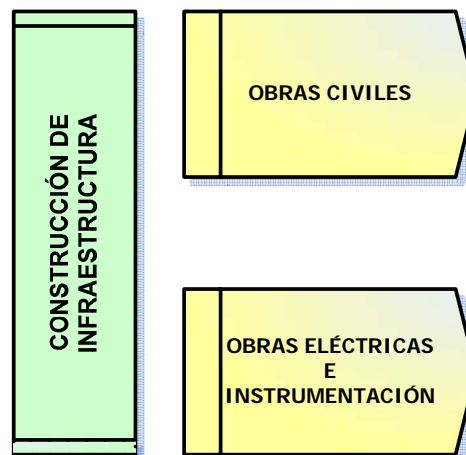 CONSTRUCCIÓN DE
INFRAESTRUCTURA
OBRAS CIVILES
OBRAS ELÉCTRICAS
E
INSTRUMENTACIÓN